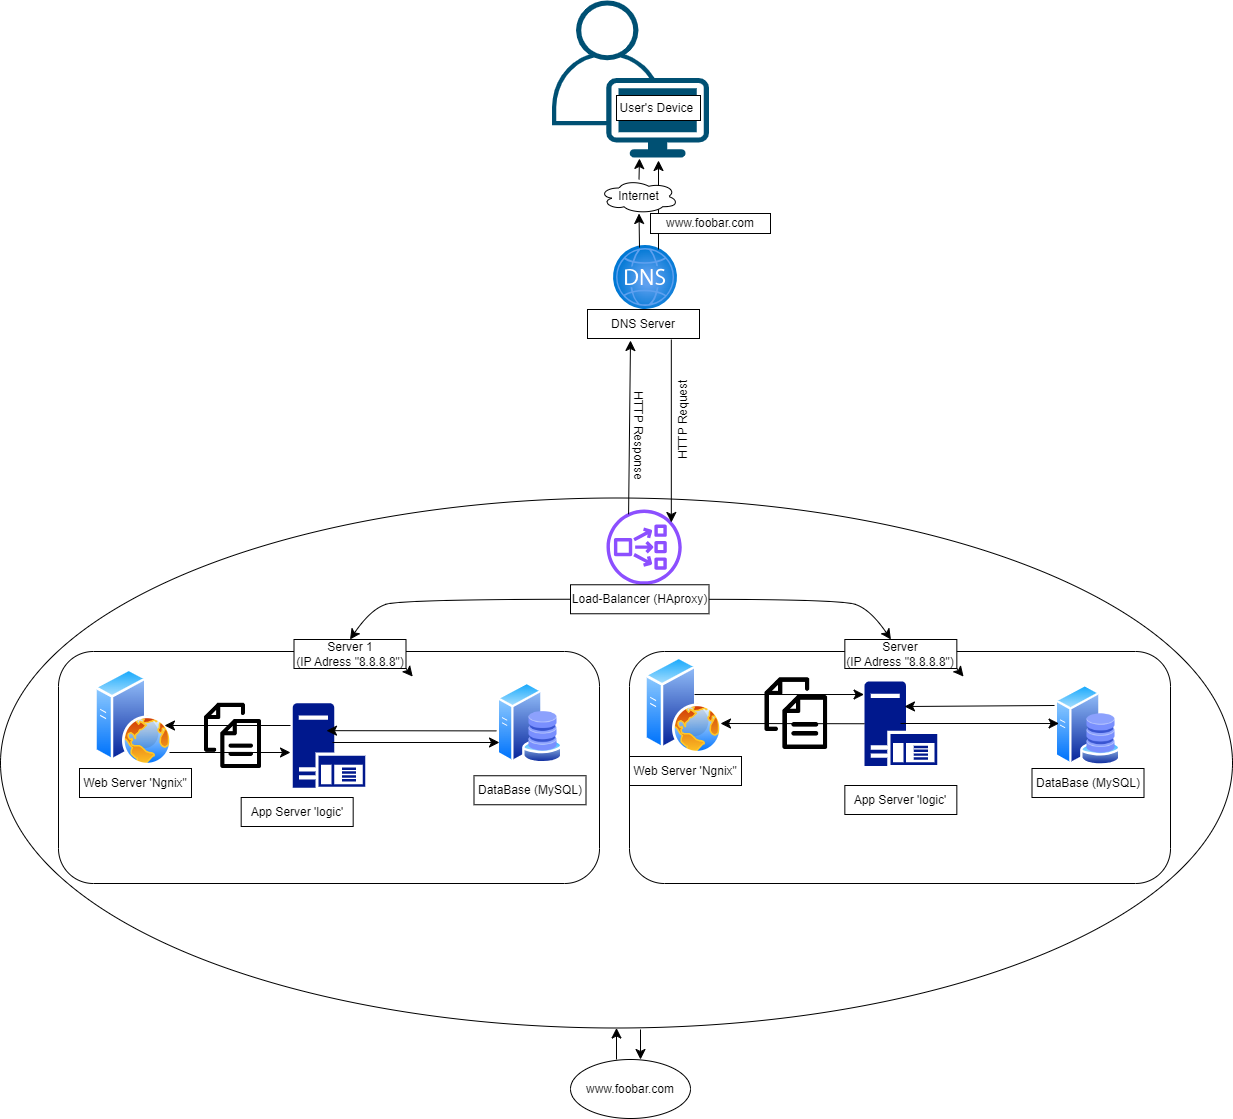 User's Device
Internet
www.foobar.com
DNS
DNS Server
HTTP Response
HTTP Request
Load-Balancer (HAproxy)
Server 1
(IP Adress "8.8.8.8")
Server
(IP Adress "8.8.8.8")
Web Server 'Ngnix"
App Server 'logic'
DataBase (MySQL)
Web Server 'Ngnix"
App Server 'logic'
DataBase (MySQL)
www.foobar.com